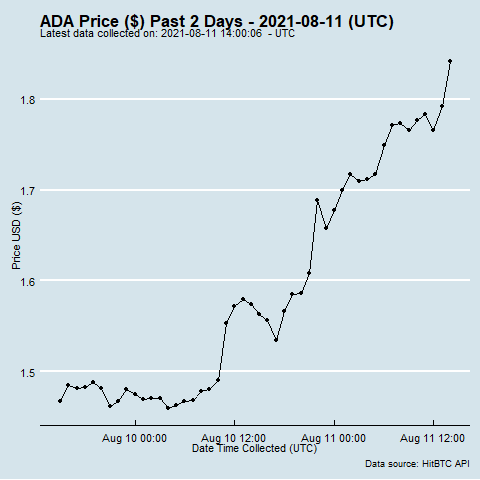 ADA Price ($) Past 2 Days - 2021-08-11 (UTC)
Latest data collected on: 2021-08-11 14:00:06  - UTC
1.8
1.7
1.6
1.5
Price USD ($)
Aug 10 00:00 Aug 10 12:00 Aug 11 00:00 Aug 11 12:00
Date Time Collected (UTC)
Data source: HitBTC API